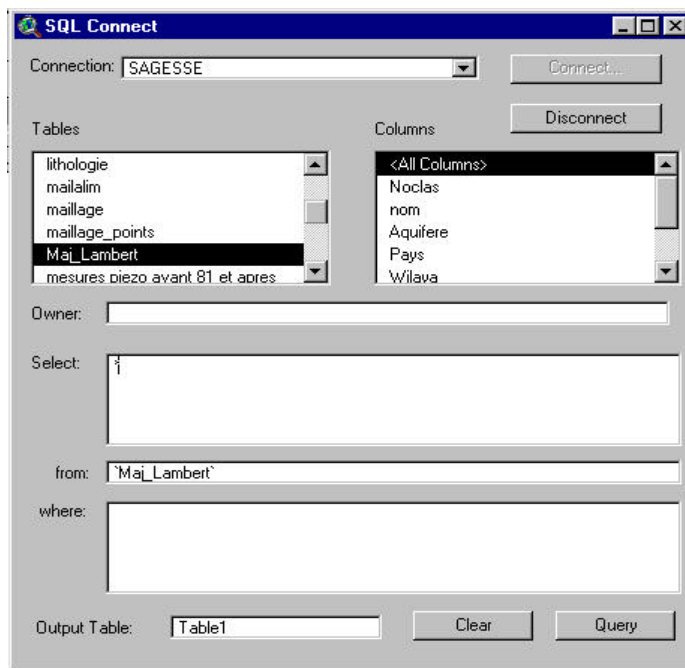 SQL Connect
Connection: SAGESSE
Connect...
Disconnect
Tables
Columns
lithologie
mailalim
maillage
maillage_points
Maj_Lambert
mesures piezo avant 81 et apres
<All Columns>
Noclas
nom
Aquifere
Pays
Wilaya
Owner:
Select: *
from: `Maj_Lambert`
where:
Output Table: Table1
Clear
Query